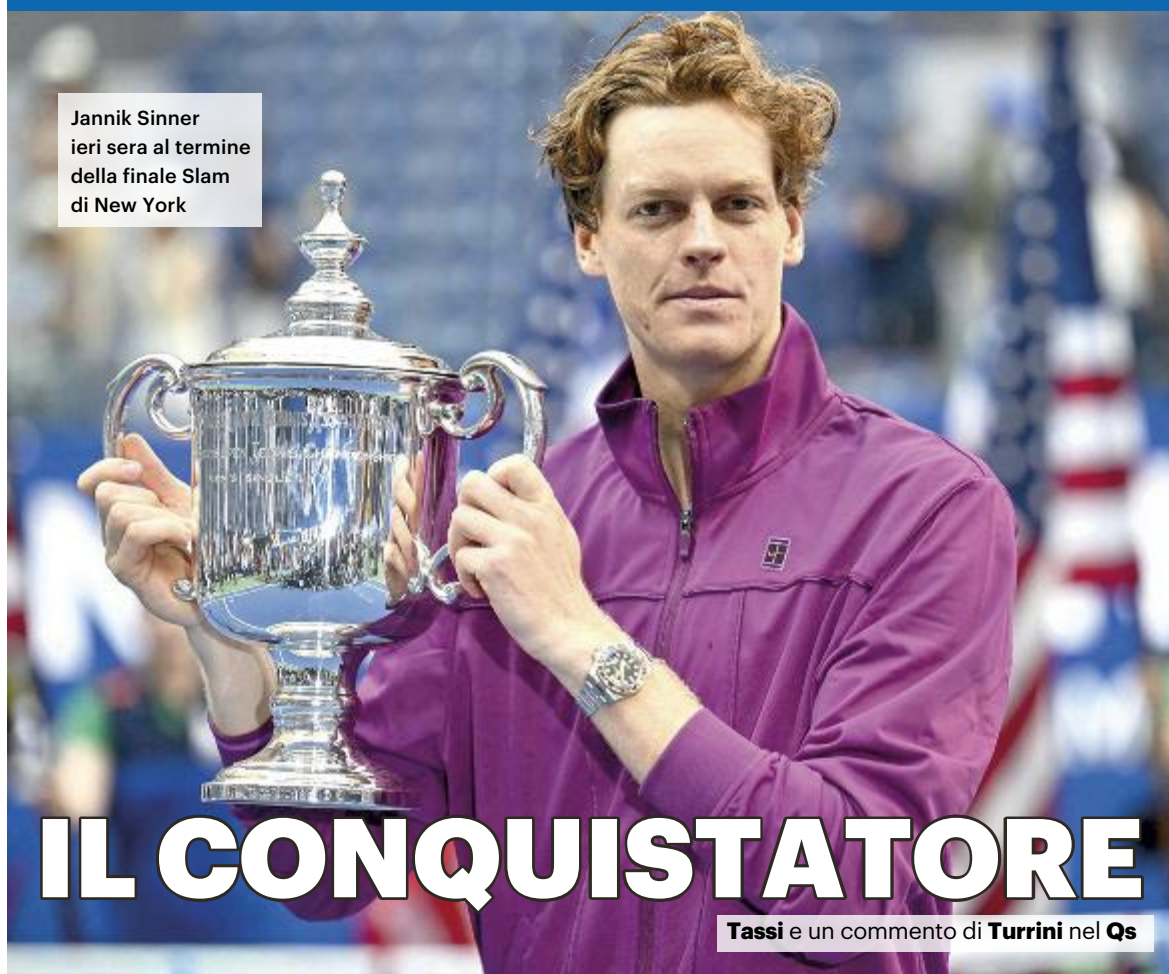 Jannik Sinner
ieri sera al termine
della finale Slam
di New York
IL CONQUISTATORE
Tassi e un commento di Turrini nel Qs